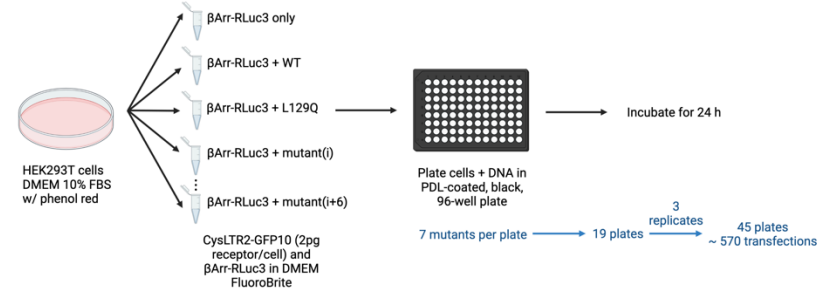 βArr-RLuc3 only
βArr-RLuc3 + WT
βArr-RLuc3 + L129Q
βArr-RLuc3 + mutant(i)
βArr-RLuc3 + mutant(i+6)
HEK293T cells
DMEM 10% FBS
w/ phenol red
CysLTR2-GFP10 (2pg
receptor/cell) and
βArr-RLuc3 in DMEM
FluoroBrite
Plate cells + DNA in
PDL-coated, black,
96-well plate
Incubate for 24 h
7 mutants per plate
19 plates
3
replicates
45 plates
~ 570 transfections